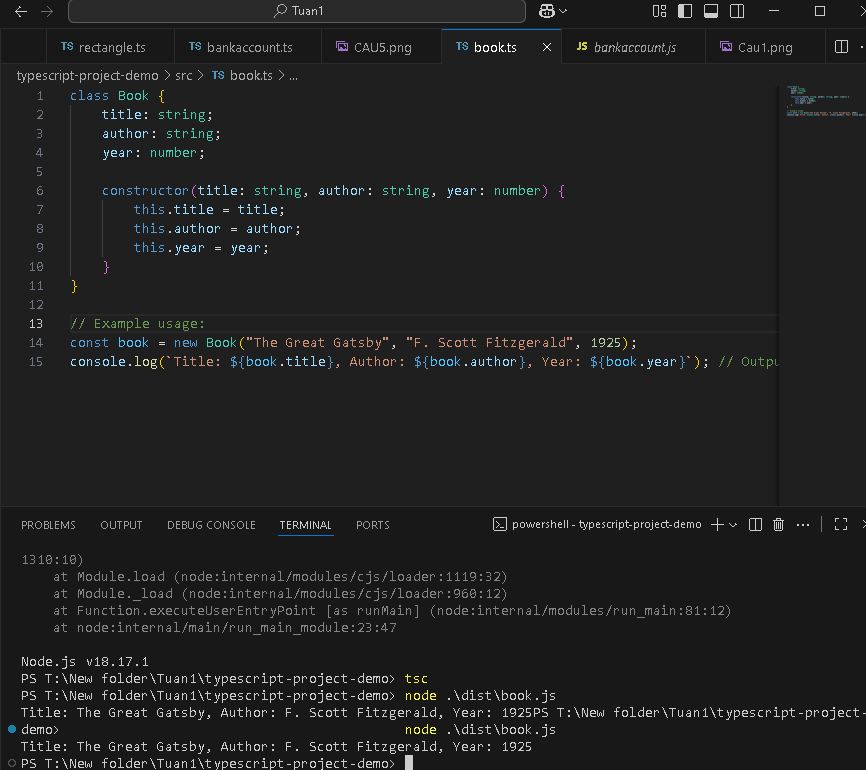 Tuan1
TS rectangle.ts
TS bankaccount.ts
CAU5.png
TS book.ts
JS bankaccount.js
Cau1.png
typescript-project-demo > src > TS book.ts > ...
1 class Book {
2 title: string;
3 author: string;
4 year: number;
5
6 constructor(title: string, author: string, year: number) {
7 this.title = title;
8 this.author = author;
9 this.year = year;
10 }
11 }
12
13 // Example usage:
14 const book = new Book("The Great Gatsby", "F. Scott Fitzgerald", 1925);
15 console.log(`Title: ${book.title}, Author: ${book.author}, Year: ${book.year}`); // Outpu
PROBLEMS OUTPUT DEBUG CONSOLE TERMINAL PORTS
powershell - typescript-project-demo
1310:10)
at Module.load (node:internal/modules/cjs/loader:1119:32)
at Module._load (node:internal/modules/cjs/loader:960:12)
at Function.executeUserEntryPoint [as runMain] (node:internal/modules/run_main:81:12)
at node:internal/main/run_main_module:23:47
Node.js v18.17.1
PS T:\New folder\Tuan1\typescript-project-demo> tsc
PS T:\New folder\Tuan1\typescript-project-demo> node .\dist\book.js
Title: The Great Gatsby, Author: F. Scott Fitzgerald, Year: 1925PS T:\New folder\Tuan1\typescript-project-
demo> node .\dist\book.js
Title: The Great Gatsby, Author: F. Scott Fitzgerald, Year: 1925
PS T:\New folder\Tuan1\typescript-project-demo>